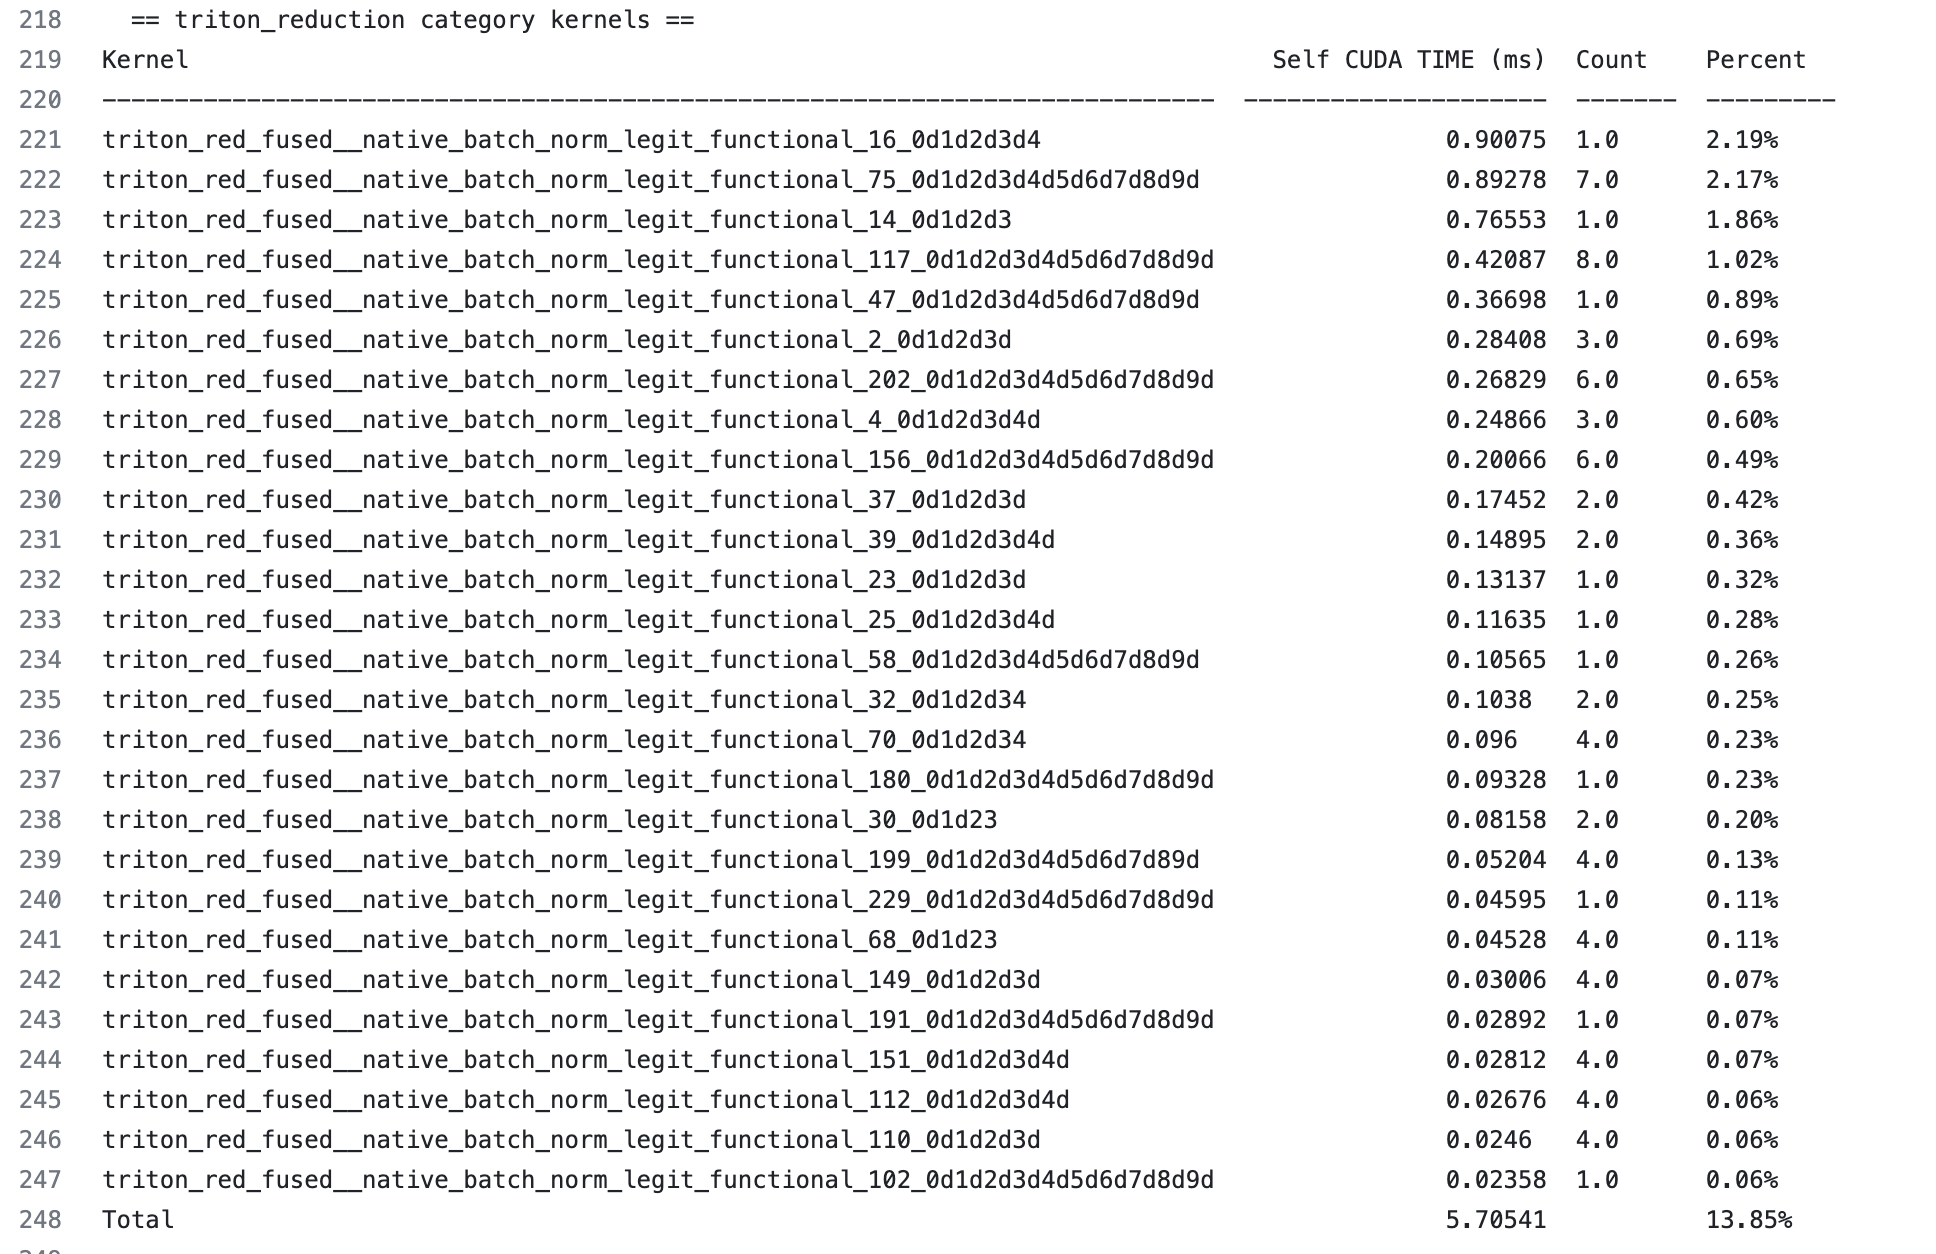 218 == triton_reduction category kernels ==
219 Kernel Self CUDA TIME (ms) Count Percent
220 ----------------------------------------------------------------------------- --------------------- ------- ---------
221 triton_red_fused__native_batch_norm_legit_functional_16_0d1d2d3d4 0.90075 1.0 2.19%
222 triton_red_fused__native_batch_norm_legit_functional_75_0d1d2d3d4d5d6d7d8d9d 0.89278 7.0 2.17%
223 triton_red_fused__native_batch_norm_legit_functional_14_0d1d2d3 0.76553 1.0 1.86%
224 triton_red_fused__native_batch_norm_legit_functional_117_0d1d2d3d4d5d6d7d8d9d 0.42087 8.0 1.02%
225 triton_red_fused__native_batch_norm_legit_functional_47_0d1d2d3d4d5d6d7d8d9d 0.36698 1.0 0.89%
226 triton_red_fused__native_batch_norm_legit_functional_2_0d1d2d3d 0.28408 3.0 0.69%
227 triton_red_fused__native_batch_norm_legit_functional_202_0d1d2d3d4d5d6d7d8d9d 0.26829 6.0 0.65%
228 triton_red_fused__native_batch_norm_legit_functional_4_0d1d2d3d4d 0.24866 3.0 0.60%
229 triton_red_fused__native_batch_norm_legit_functional_156_0d1d2d3d4d5d6d7d8d9d 0.20066 6.0 0.49%
230 triton_red_fused__native_batch_norm_legit_functional_37_0d1d2d3d 0.17452 2.0 0.42%
231 triton_red_fused__native_batch_norm_legit_functional_39_0d1d2d3d4d 0.14895 2.0 0.36%
232 triton_red_fused__native_batch_norm_legit_functional_23_0d1d2d3d 0.13137 1.0 0.32%
233 triton_red_fused__native_batch_norm_legit_functional_25_0d1d2d3d4d 0.11635 1.0 0.28%
234 triton_red_fused__native_batch_norm_legit_functional_58_0d1d2d3d4d5d6d7d8d9d 0.10565 1.0 0.26%
235 triton_red_fused__native_batch_norm_legit_functional_32_0d1d2d34 0.1038 2.0 0.25%
236 triton_red_fused__native_batch_norm_legit_functional_70_0d1d2d34 0.096 4.0 0.23%
237 triton_red_fused__native_batch_norm_legit_functional_180_0d1d2d3d4d5d6d7d8d9d 0.09328 1.0 0.23%
238 triton_red_fused__native_batch_norm_legit_functional_30_0d1d23 0.08158 2.0 0.20%
239 triton_red_fused__native_batch_norm_legit_functional_199_0d1d2d3d4d5d6d7d89d 0.05204 4.0 0.13%
240 triton_red_fused__native_batch_norm_legit_functional_229_0d1d2d3d4d5d6d7d8d9d 0.04595 1.0 0.11%
241 triton_red_fused__native_batch_norm_legit_functional_68_0d1d23 0.04528 4.0 0.11%
242 triton_red_fused__native_batch_norm_legit_functional_149_0d1d2d3d 0.03006 4.0 0.07%
243 triton_red_fused__native_batch_norm_legit_functional_191_0d1d2d3d4d5d6d7d8d9d 0.02892 1.0 0.07%
244 triton_red_fused__native_batch_norm_legit_functional_151_0d1d2d3d4d 0.02812 4.0 0.07%
245 triton_red_fused__native_batch_norm_legit_functional_112_0d1d2d3d4d 0.02676 4.0 0.06%
246 triton_red_fused__native_batch_norm_legit_functional_110_0d1d2d3d 0.0246 4.0 0.06%
247 triton_red_fused__native_batch_norm_legit_functional_102_0d1d2d3d4d5d6d7d8d9d 0.02358 1.0 0.06%
248 Total 5.70541 13.85%